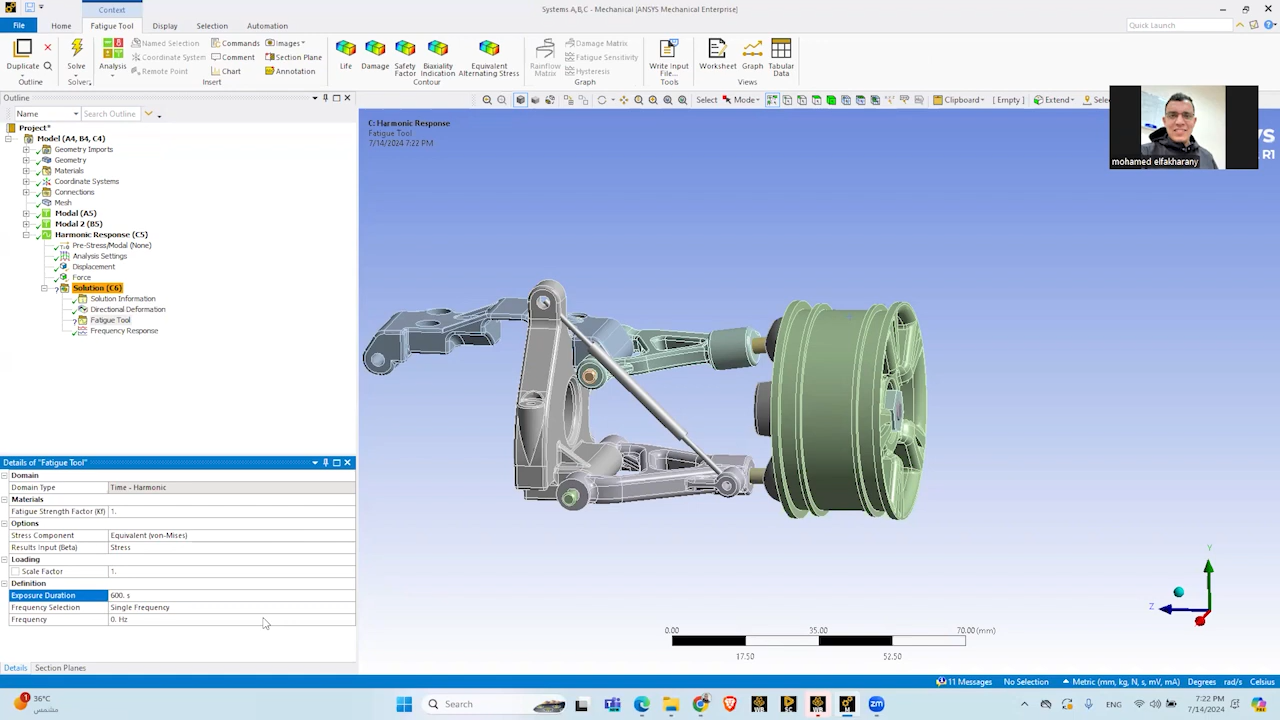 Context
Systems A,B,C - Mechanical [ANSYS Mechanical Enterprise]
File
Home
Fatigue Tool
Display
Selection
Automation
Quick Launch
Duplicate
Outline
Solve
Solver
Analysis
Named Selection
Coordinate System
Remote Point
Commands
Comment
Chart
Images
Section Plane
Annotation
Insert
Life
Damage
Safety Factor
Biaxiality Indication
Equivalent Alternating Stress
Contour
Rainflow Matrix
Damage Matrix
Fatigue Sensitivity
Hysteresis
Graph
Write Input File...
Tools
Worksheet
Graph
Tabular Data
Views
Outline
Name
Search Outline
Select
Mode
Clipboard
[ Empty ]
Extend
Project*
Model (A4, B4, C4)
Geometry Imports
Geometry
Materials
Coordinate Systems
Connections
Mesh
Modal (A5)
Modal 2 (B5)
Harmonic Response (C5)
Pre-Stress/Modal (None)
Analysis Settings
Displacement
Force
Solution (C6)
Solution Information
Directional Deformation
Fatigue Tool
Frequency Response
C: Harmonic Response
Fatigue Tool
7/14/2024 7:22 PM
mohamed elfakharany
R1
Details of "Fatigue Tool"
Domain
Domain Type Time - Harmonic
Materials
Fatigue Strength Factor (Kf) 1.
Options
Stress Component Equivalent (von-Mises)
Results Input (Beta) Stress
Loading
Scale Factor 1.
Definition
Exposure Duration 600. s
Frequency Selection Single Frequency
Frequency 0. Hz
Y
Z
0.00 35.00 70.00 (mm)
17.50 52.50
Details
Section Planes
11 Messages
No Selection
Metric (mm, kg, N, s, mV, mA)
Degrees
rad/s
Celsius
36°C
مشمس
Search
ENG
7:22 PM
7/14/2024